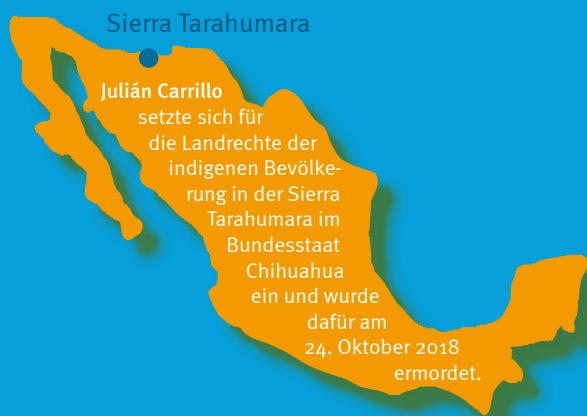 Sierra Tarahumara
Julián Carrillo
setzte sich für
die Landrechte der
indigenen Bevölke-
rung in der Sierra
Tarahumara im
Bundesstaat
Chihuahua
ein und wurde
dafür am
24. Oktober 2018
ermordet.